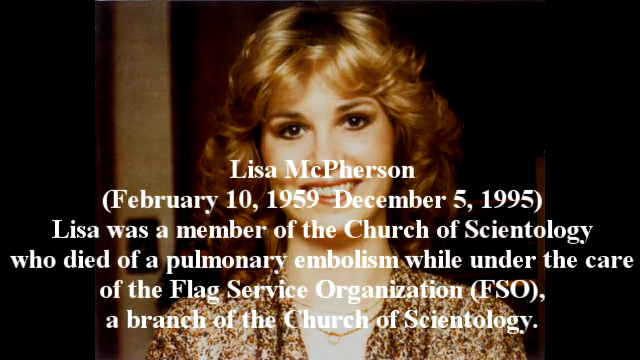 Lisa McPherson
(February 10, 1959 December 5, 1995)
Lisa was a member of the Church of Scientology
who died of a pulmonary embolism while under the care
of the Flag Service Organization (FSO),
a branch of the Church of Scientology.